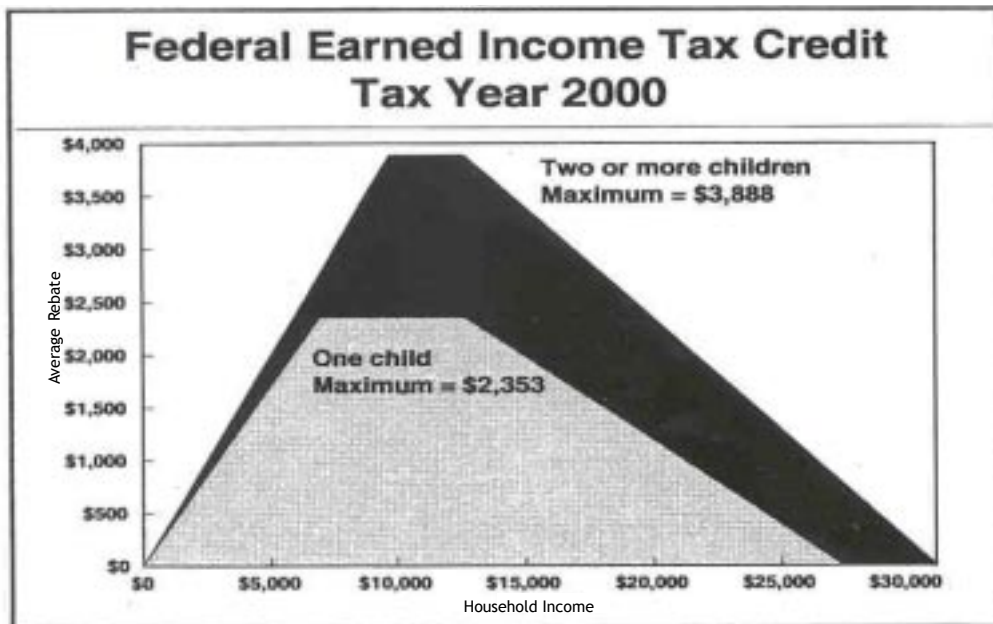 Federal Earned Income Tax Credit
Tax Year 2000
$4,000
$3,500
$3,000
$2,500
$2,000
$1,500
$1,000
$500
$0
Average Rebate
Two or more children
Maximum = $3,888
One child
Maximum = $2,353
$0
$5,000
$10,000
$15,000
$20,000
$25,000
$30,000
Household Income